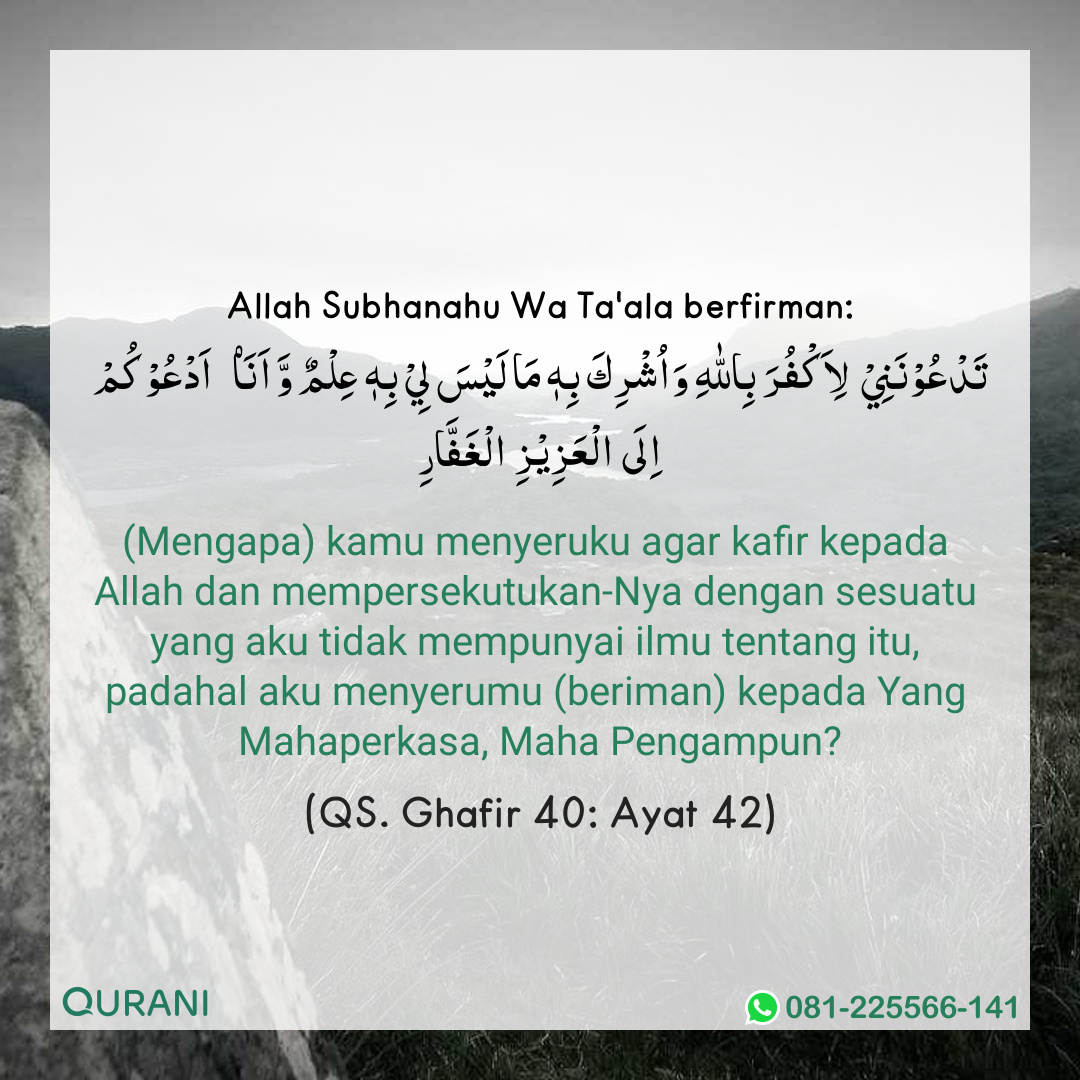 Allah Subhanahu Wa Ta'ala berfirman:
تَدْعُوْنَنِيْ لِاَكْفُرَ بِاللّٰهِ وَاُشْرِكَ بِهٖ مَا لَيْسَ لِيْ بِهٖ عِلْمٌ وَّاَنَا۠ اَدْعُوْكُمْ
اِلَى الْعَزِيْزِ الْغَفَّارِ
(Mengapa) kamu menyeruku agar kafir kepada
Allah dan mempersekutukan-Nya dengan sesuatu
yang aku tidak mempunyai ilmu tentang itu,
padahal aku menyerumu (beriman) kepada Yang
Mahaperkasa, Maha Pengampun?
(QS. Ghafir 40: Ayat 42)
QURANI
081-225566-141